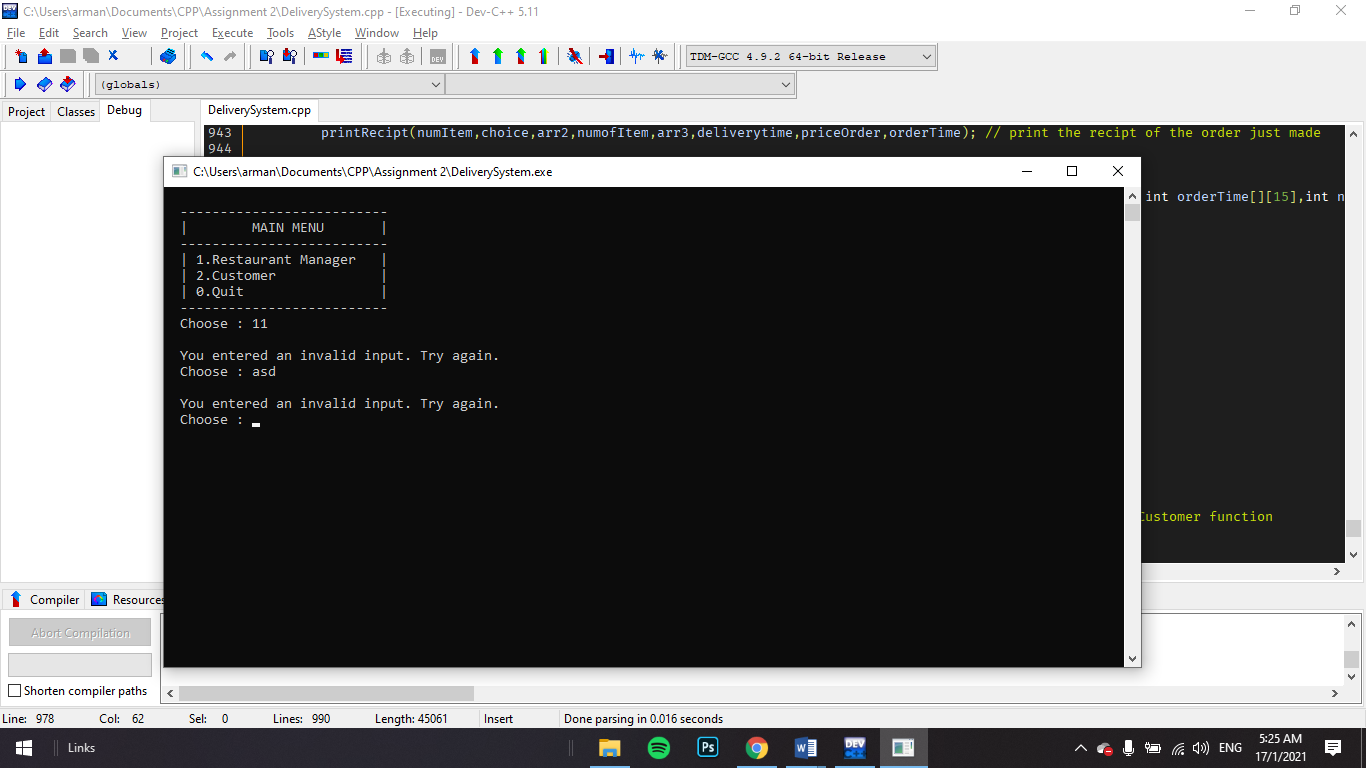 C:\Users\arman\Documents\CPP\Assignment 2\DeliverySystem.cpp - [Executing] - Dev-C++ 5.11
File Edit Search View Project Execute Tools AStyle Window Help
TDM-GCC 4.9.2 64-bit Release
(globals)
Project Classes Debug
DeliverySystem.cpp
943 printRecipt(numItem,choice,arr2,numofItem,arr3,deliverytime,priceOrder,orderTime); // print the recipt of the order just made
944
C:\Users\arman\Documents\CPP\Assignment 2\DeliverySystem.exe
int orderTime[][15],int n
--------------------------
| MAIN MENU |
--------------------------
| 1.Restaurant Manager |
| 2.Customer |
| 0.Quit |
--------------------------
Choose : 11
You entered an invalid input. Try again.
Choose : asd
You entered an invalid input. Try again.
Choose :
Customer function
Compiler Resources
Abort Compilation
Shorten compiler paths
Line: 978 Col: 62 Sel: 0 Lines: 990 Length: 45061 Insert Done parsing in 0.016 seconds
Links
Ps
DEV
ENG
5:25 AM
17/1/2021